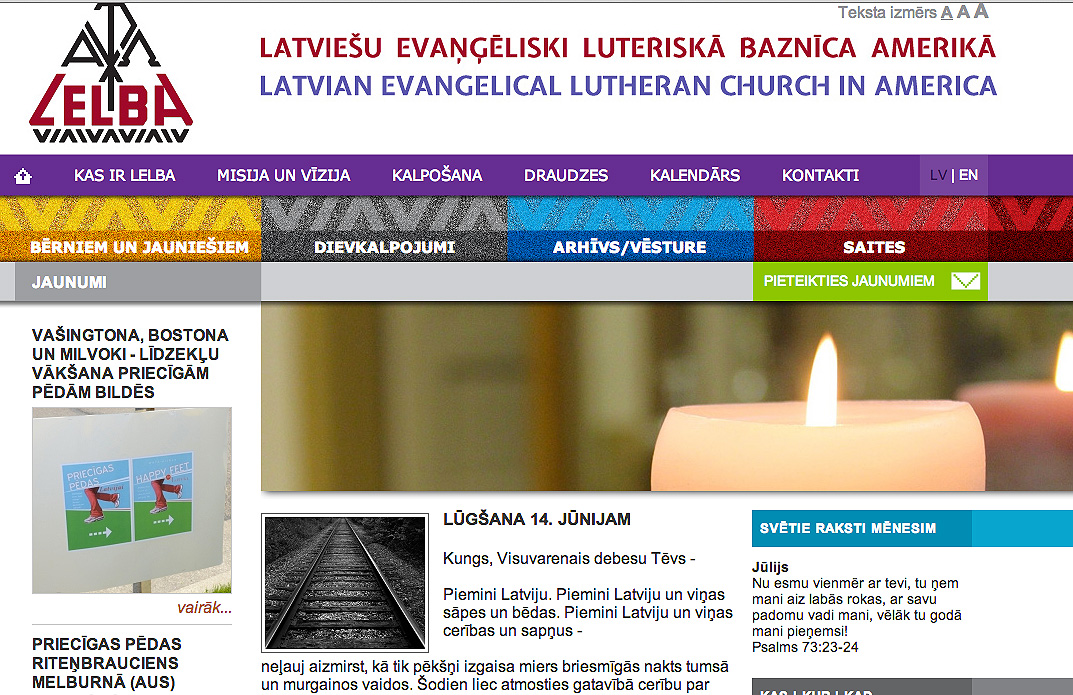 Teksta izmērs A A A
LELBA
LATVIEŠU EVAŅĢĒLISKI LUTERISKĀ BAZNĪCA AMERIKĀ
LATVIAN EVANGELICAL LUTHERAN CHURCH IN AMERICA
KAS IR LELBA MISIJA UN VĪZIJA KALPOŠANA DRAUDZES KALENDĀRS KONTAKTI LV | EN
BĒRNIEM UN JAUNIEŠIEM DIEVKALPOJUMI ARHĪVS/VĒSTURE SAITES
JAUNUMI PIETEIKTIES JAUNUMIEM
VAŠINGTONA, BOSTONA
UN MILVOKI - LĪDZEKĻU
VĀKŠANA PRIECĪGĀM
PĒDĀM BILDĒS
PRIECĪGAS
PĒDAS
HAPPY FEET
vairāk...
PRIECĪGAS PĒDAS
RITEŅBRAUCIENS
MELBURNĀ (AUS)
LŪGŠANA 14. JŪNIJAM
Kungs, Visuvarenais debesu Tēvs -
Piemini Latviju. Piemini Latviju un viņas
sāpes un bēdas. Piemini Latviju un viņas
cerības un sapņus -
neļauj aizmirst, kā tik pēkšņi izgaisa miers briesmīgās nakts tumsā
un murgainos vaidos. Šodien liec atmosties gatavībā cerību par
SVĒTIE RAKSTI MĒNESIM
Jūlijs
Nu esmu vienmēr ar tevi, tu ņem
mani aiz labās rokas, ar savu
padomu vadi mani, vēlāk tu godā
mani pieņemsi!
Psalms 73:23-24
KAS | KUR | KAD